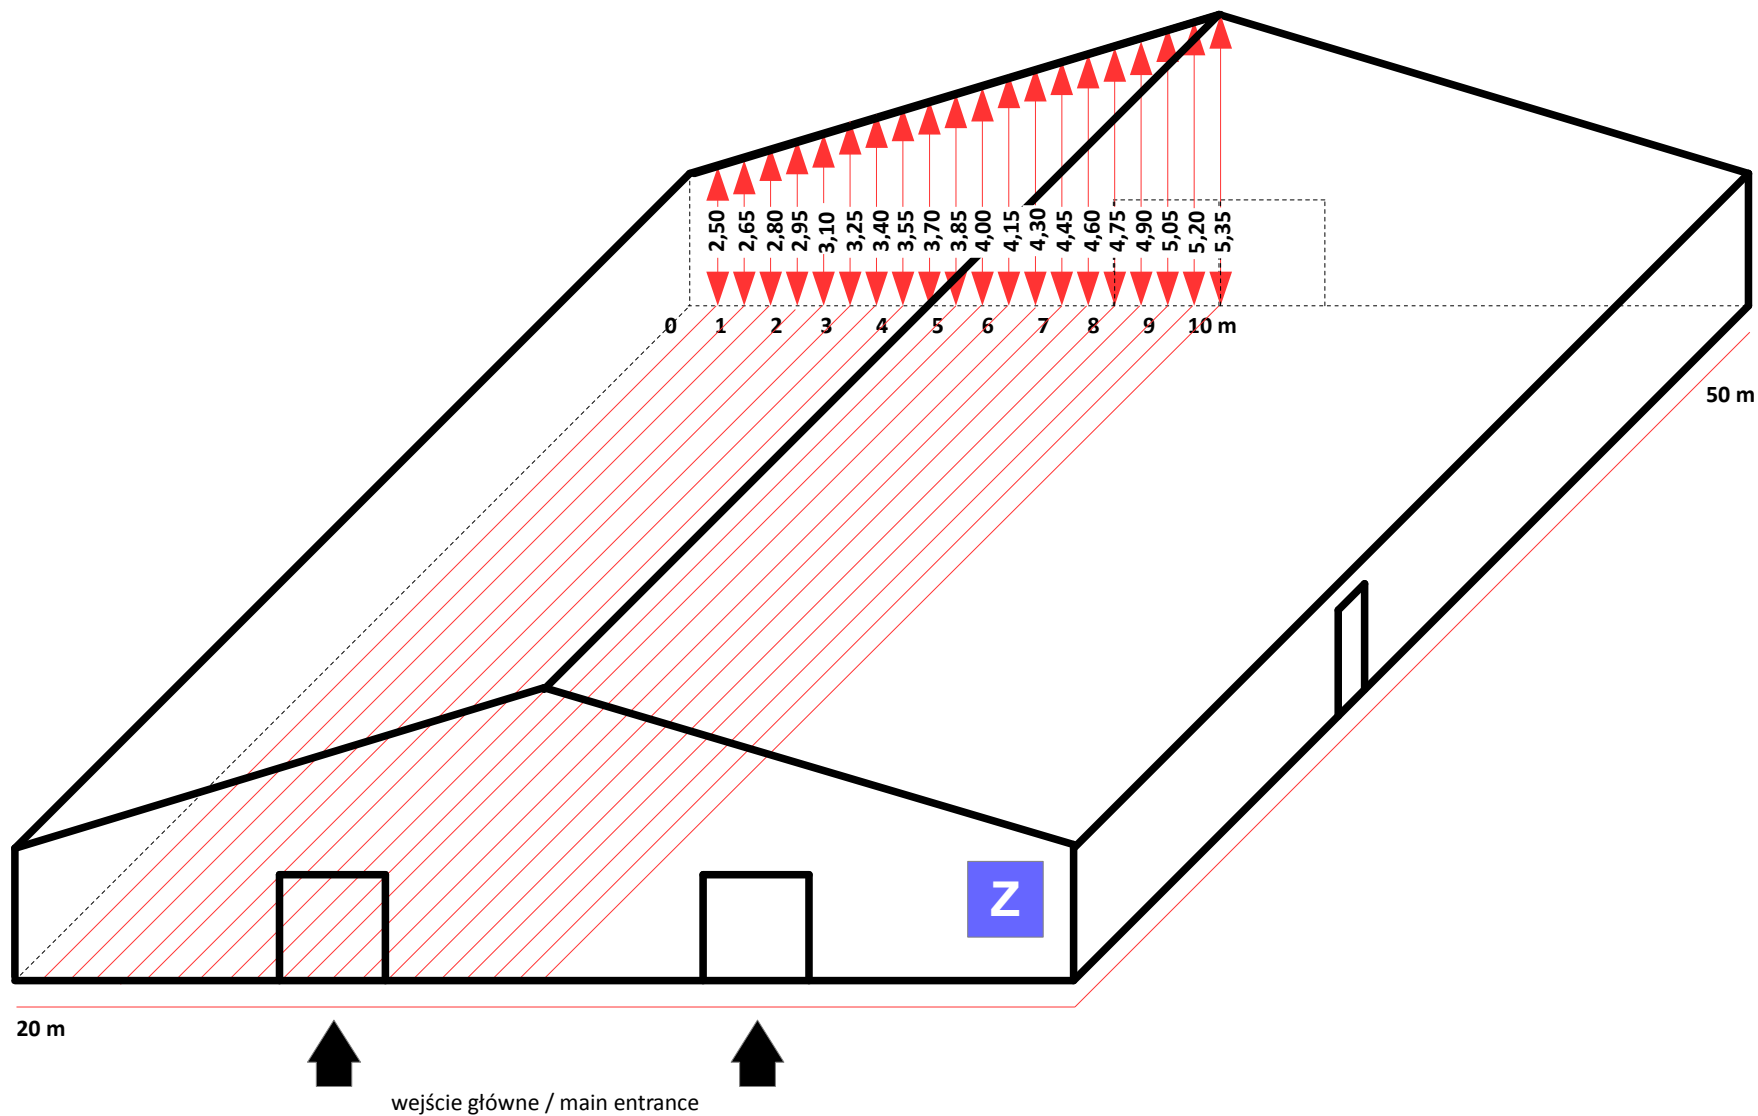 2,50 2,65 2,80 2,95 3,10 3,25 3,40 3,55 3,70 3,85 4,00 4,15 4,30 4,45 4,60 4,75 4,90 5,05 5,20 5,35
0 1 2 3 4 5 6 7 8 9 10 m
50 m
Z
20 m
wejście główne / main entrance